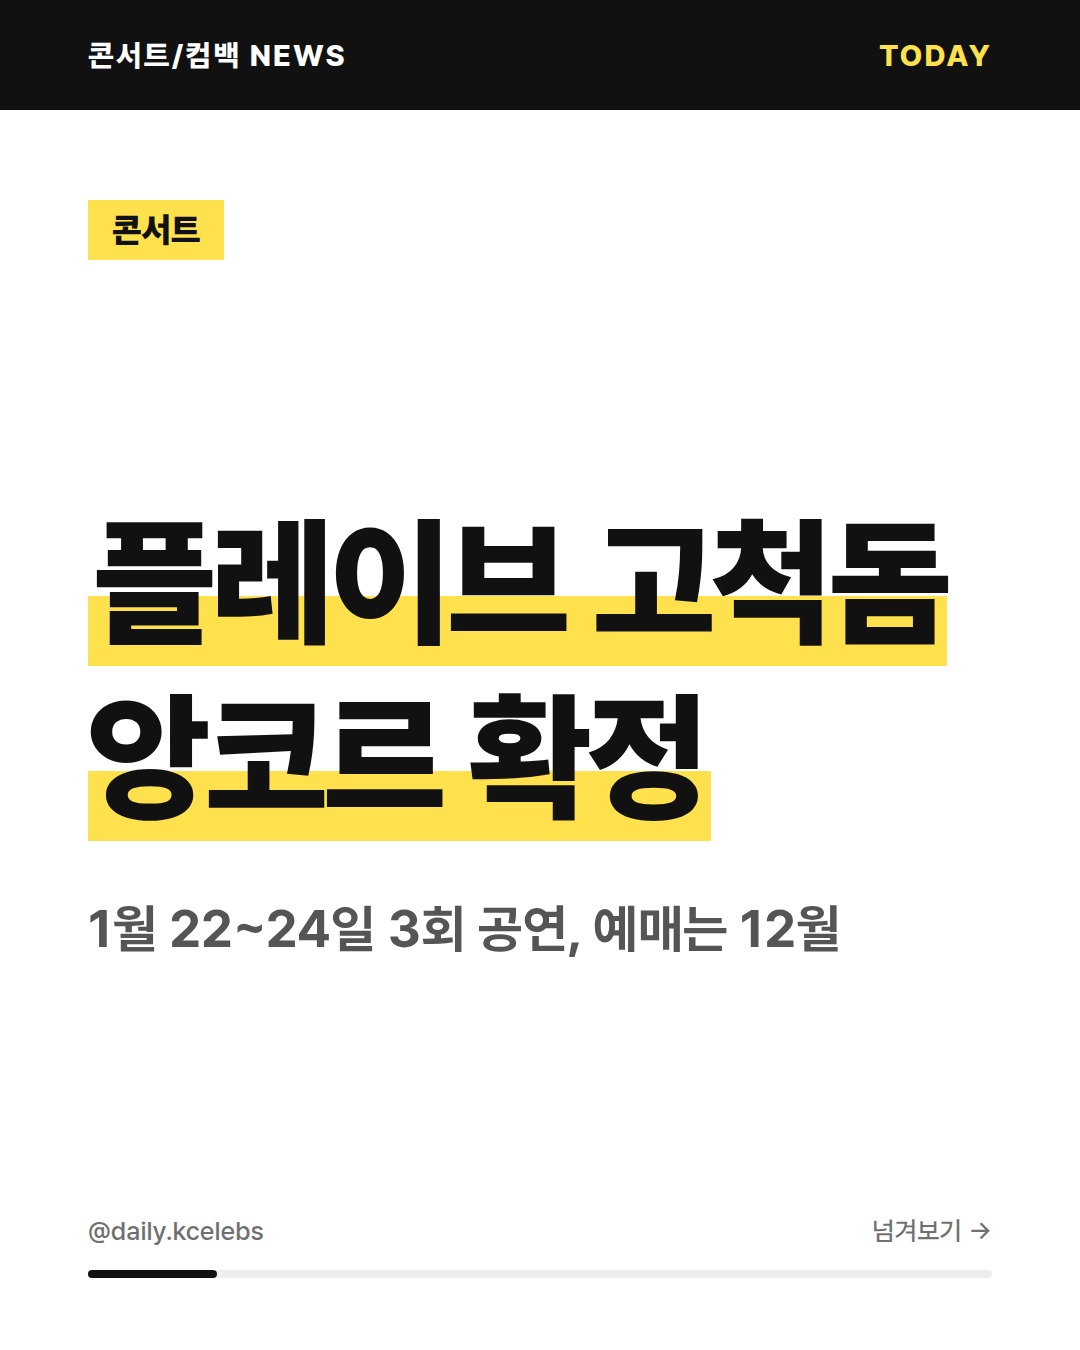 콘서트/컴백 NEWS
TODAY
콘서트
플레이브 고척돔
앙코르 확정
1월 22~24일 3회 공연, 예매는 12월
@daily.kcelebs
넘겨보기 →